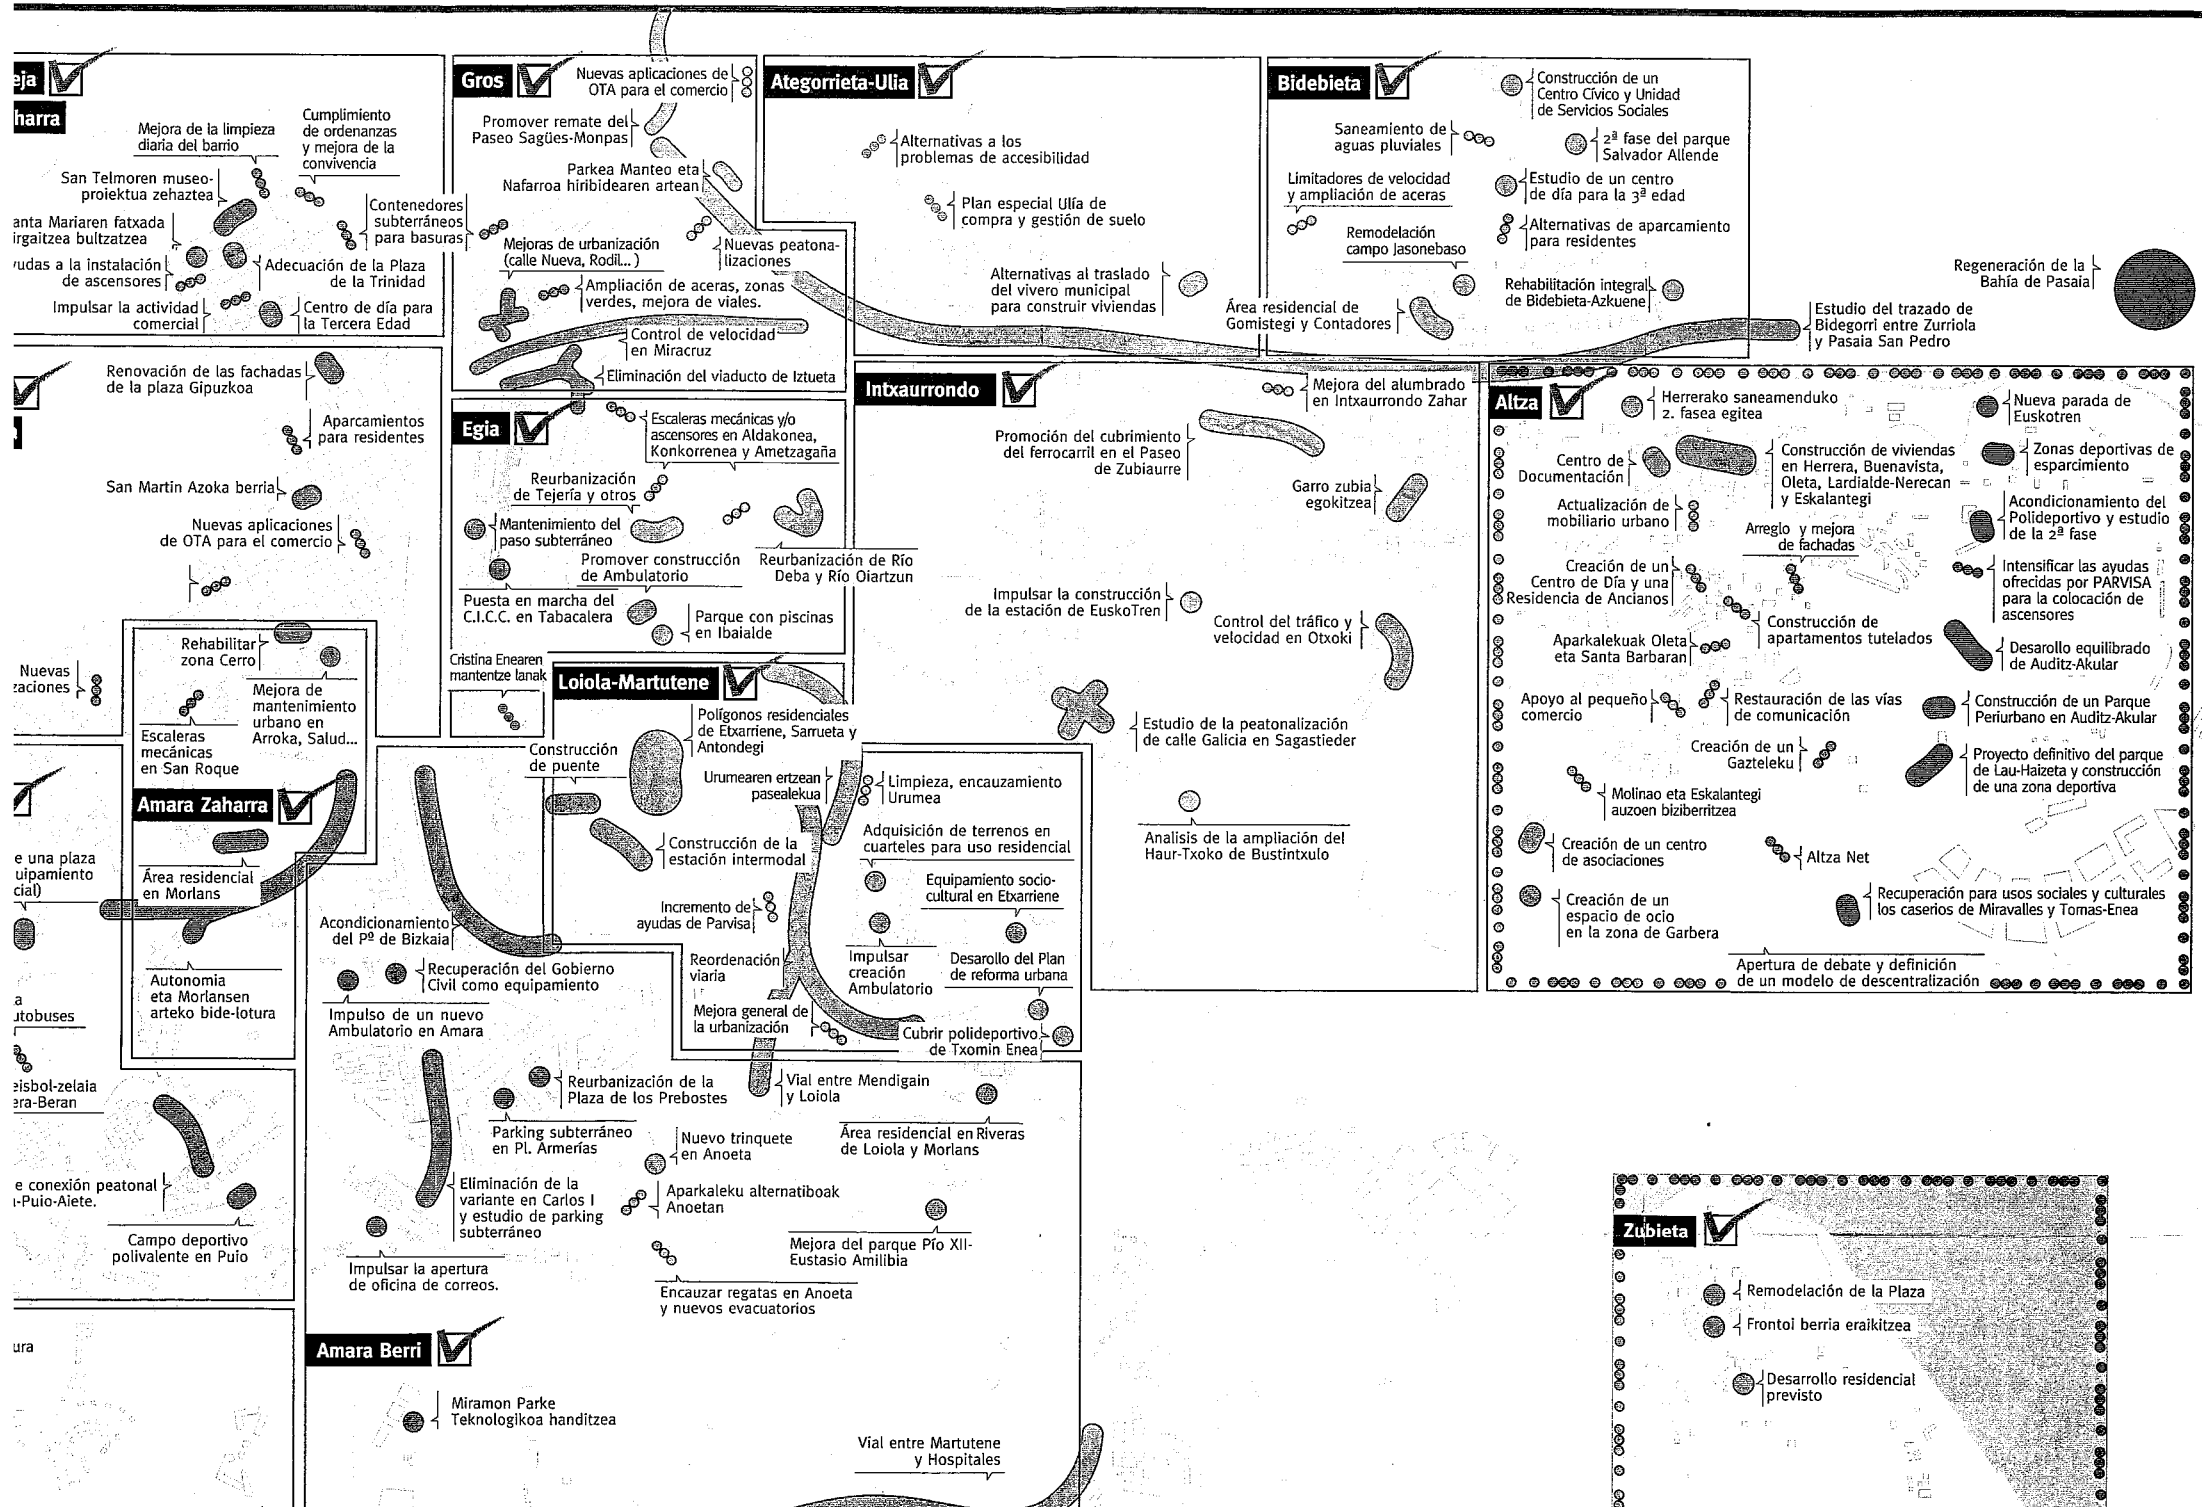 eja
harra
Mejora de la limpieza
diaria del barrio
Cumplimiento
de ordenanzas
y mejora de la
convivencia
San Telmoren museo-
proiektua zehaztea
anta Mariaren fatxada
irgaitzea bultzatzea
Contenedores
subterráneos
para basuras
yudas a la instalación
de ascensores
Adecuación de la Plaza
de la Trinidad
Impulsar la actividad
comercial
Centro de día para
la Tercera Edad
Renovación de las fachadas
de la plaza Gipuzkoa
Aparcamientos
para residentes
San Martin Azoka berria
Nuevas aplicaciones
de OTA para el comercio
Nuevas
zaciones
Gros
Nuevas aplicaciones de
OTA para el comercio
Promover remate del
Paseo Sagües-Monpas
Parkea Manteo eta
Nafarroa hiribidearen artean
Mejoras de urbanización
(calle Nueva, Rodil...)
Nuevas peatona-
lizaciones
Ampliación de aceras, zonas
verdes, mejora de viales.
Control de velocidad
en Miracruz
Eliminación del viaducto de Iztueta
Ategorrieta-Ulia
Alternativas a los
problemas de accesibilidad
Plan especial Ulía de
compra y gestión de suelo
Alternativas al traslado
del vivero municipal
para construir viviendas
Bidebieta
Construcción de un
Centro Cívico y Unidad
de Servicios Sociales
Saneamiento de
aguas pluviales
2ª fase del parque
Salvador Allende
Limitadores de velocidad
y ampliación de aceras
Estudio de un centro
de día para la 3ª edad
Remodelación
campo Jasonebaso
Alternativas de aparcamiento
para residentes
Área residencial de
Gomistegi y Contadores
Rehabilitación integral
de Bidebieta-Azkuene
Regeneración de la
Bahía de Pasaia
Estudio del trazado de
Bidegorri entre Zurriola
y Pasaia San Pedro
Egia
Escaleras mecánicas y/o
ascensores en Aldakonea,
Konkorrenea y Ametzagaña
Reurbanización
de Tejería y otros
Mantenimiento del
paso subterráneo
Promover construcción
de Ambulatorio
Reurbanización de Río
Deba y Río Oiartzun
Puesta en marcha del
C.I.C.C. en Tabacalera
Parque con piscinas
en Ibaialde
Cristina Enearen
mantentze lanak
Intxaurrondo
Mejora del alumbrado
en Intxaurrondo Zahar
Promoción del cubrimiento
del ferrocarril en el Paseo
de Zubiaurre
Garro zubia
egokitzea
Impulsar la construcción
de la estación de EuskoTren
Control del tráfico y
velocidad en Otxoki
Estudio de la peatonalización
de calle Galicia en Sagastieder
Analisis de la ampliación del
Haur-Txoko de Bustintxulo
Altza
Herrerako saneamenduko
2. fasea egitea
Nueva parada de
Euskotren
Centro de
Documentación
Construcción de viviendas
en Herrera, Buenavista,
Oleta, Lardialde-Nerecan
y Eskalantegi
Zonas deportivas de
esparcimiento
Actualización de
mobiliario urbano
Arreglo y mejora
de fachadas
Acondicionamiento del
Polideportivo y estudio
de la 2ª fase
Creación de un
Centro de Día y una
Residencia de Ancianos
Intensificar las ayudas
ofrecidas por PARVISA
para la colocación de
ascensores
Construcción de
apartamentos tutelados
Aparkalekuak Oleta
eta Santa Barbaran
Desarollo equilibrado
de Auditz-Akular
Apoyo al pequeño
comercio
Restauración de las vías
de comunicación
Construcción de un Parque
Periurbano en Auditz-Akular
Creación de un
Gazteleku
Proyecto definitivo del parque
de Lau-Haizeta y construcción
de una zona deportiva
Molinao eta Eskalantegi
auzoen biziberritzea
Creación de un centro
de asociaciones
Altza Net
Creación de un
espacio de ocio
en la zona de Garbera
Recuperación para usos sociales y culturales
los caserios de Miravalles y Tomas-Enea
Apertura de debate y definición
de un modelo de descentralización
Rehabilitar
zona Cerro
Escaleras
mecánicas
en San Roque
Mejora de
mantenimiento
urbano en
Arroka, Salud...
Amara Zaharra
Área residencial
en Morlans
Autonomia
eta Morlansen
arteko bide-lotura
Loiola-Martutene
Polígonos residenciales
de Etxarriene, Sarrueta y
Antondegi
Construcción
de puente
Urumearen ertzean
pasealekua
Limpieza, encauzamiento
Urumea
Construcción de la
estación intermodal
Adquisición de terrenos en
cuarteles para uso residencial
Equipamiento socio-
cultural en Etxarriene
Incremento de
ayudas de Parvisa
Reordenación
viaria
Impulsar
creación
Ambulatorio
Desarollo del Plan
de reforma urbana
Mejora general de
la urbanización
Cubrir polideportivo
de Txomin Enea
e una plaza
uipamiento
cial)
a
utobuses
eisbol-zelaia
era-Beran
e conexión peatonal
-Puio-Aiete.
Campo deportivo
polivalente en Puio
ura
Acondicionamiento
del Pº de Bizkaia
Recuperación del Gobierno
Civil como equipamiento
Impulso de un nuevo
Ambulatorio en Amara
Reurbanización de la
Plaza de los Prebostes
Vial entre Mendigain
y Loiola
Parking subterráneo
en Pl. Armerías
Nuevo trinquete
en Anoeta
Área residencial en Riveras
de Loiola y Morlans
Eliminación de la
variante en Carlos I
y estudio de parking
subterráneo
Aparkaleku alternatiboak
Anoetan
Mejora del parque Pío XII-
Eustasio Amilibia
Impulsar la apertura
de oficina de correos.
Encauzar regatas en Anoeta
y nuevos evacuatorios
Amara Berri
Miramon Parke
Teknologikoa handitzea
Vial entre Martutene
y Hospitales
Zubieta
Remodelación de la Plaza
Frontoi berria eraikitzea
Desarrollo residencial
previsto